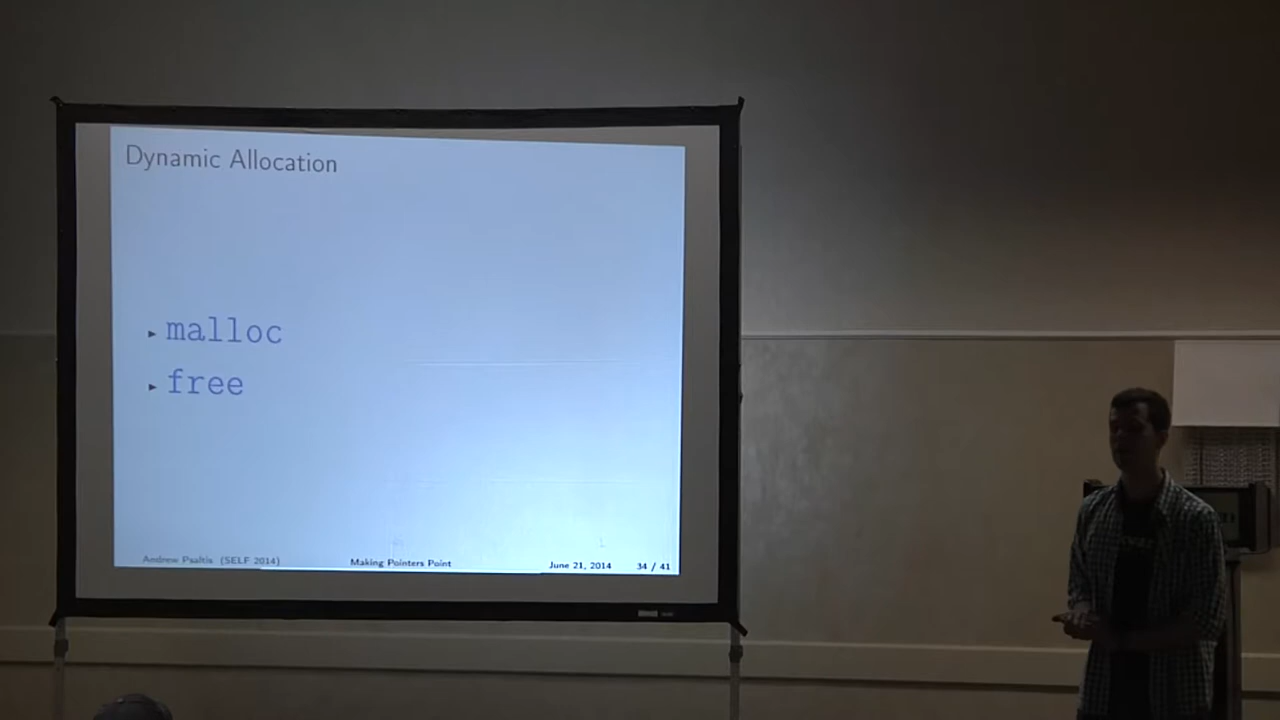 Dynamic Allocation
malloc
free
Andrew Psaltis (SELF 2014) Making Pointers Point June 21, 2014 34 / 41